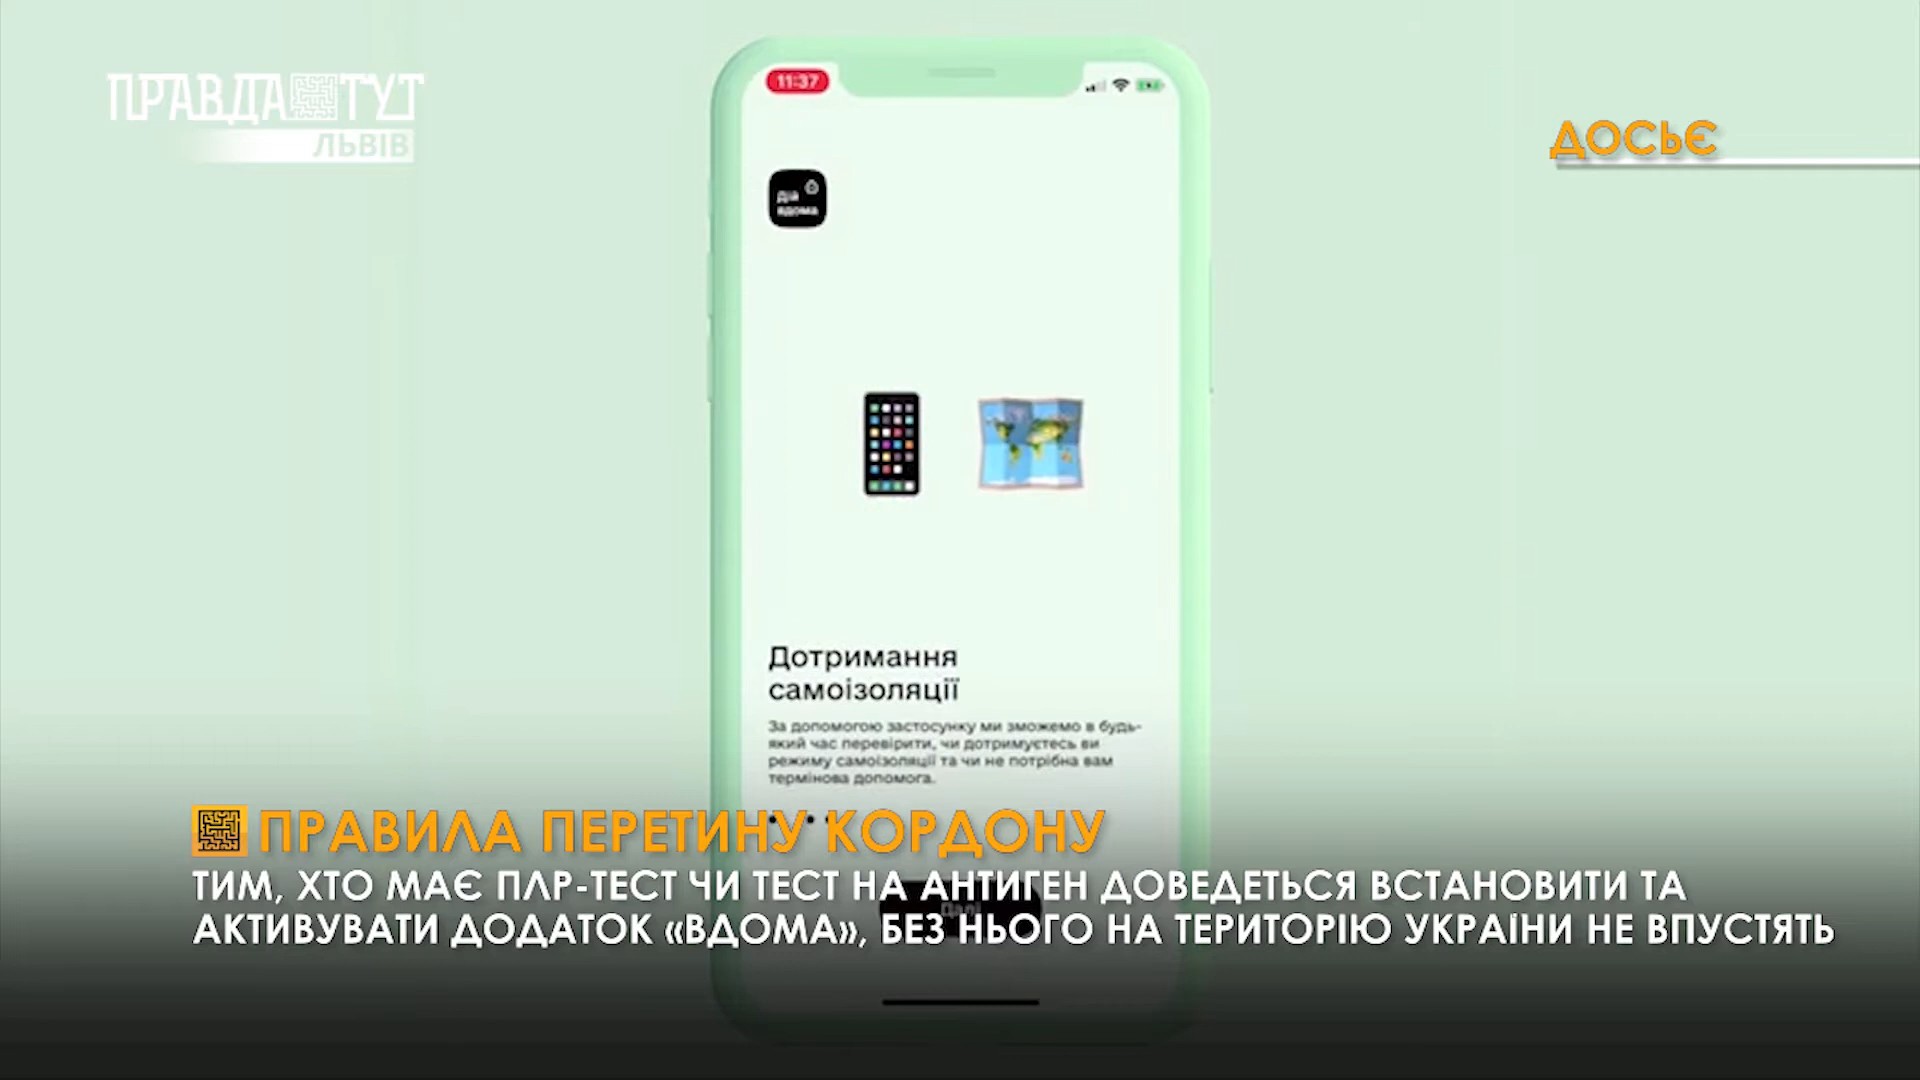 ПРАВДА ТУТ
ЛЬВІВ
ДОСЬЄ
11:37
Дій
вдома
Дотримання
самоізоляції
За допомогою застосунку ми зможемо в будь-
який час перевірити, чи дотримуєтесь ви
режиму самоізоляції та чи не потрібна вам
термінова допомога.
ПРАВИЛА ПЕРЕТИНУ КОРДОНУ
ТИМ, ХТО МАЄ ПЛР-ТЕСТ ЧИ ТЕСТ НА АНТИГЕН ДОВЕДЕТЬСЯ ВСТАНОВИТИ ТА
АКТИВУВАТИ ДОДАТОК «ВДОМА», БЕЗ НЬОГО НА ТЕРИТОРІЮ УКРАЇНИ НЕ ВПУСТЯТЬ